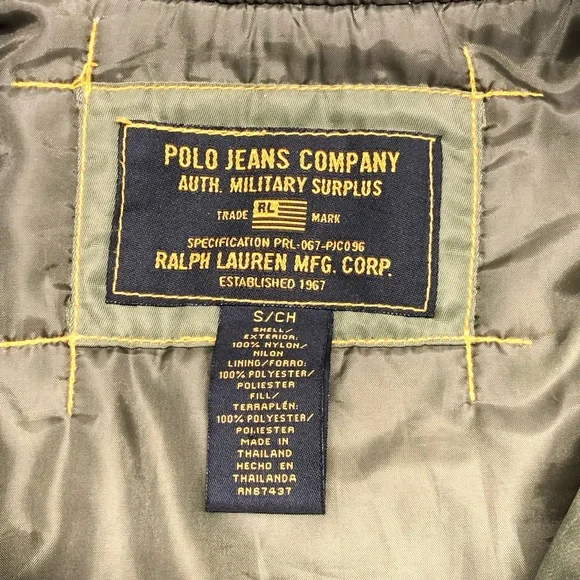 POLO JEANS COMPANY
AUTH. MILITARY SURPLUS
TRADE RL MARK
SPECIFICATION PRL-067-PJC096
RALPH LAUREN MFG. CORP.
ESTABLISHED 1967
S/CH
SHELL/
EXTERIOR:
100% NYLON/
NILON
LINING/FORRO:
100% POLYESTER/
POLIESTER
FILL/
TERRAPLÉN:
100% POLYESTER/
POLIESTER
MADE IN
THAILAND
HECHO EN
THAILANDA
RN87437